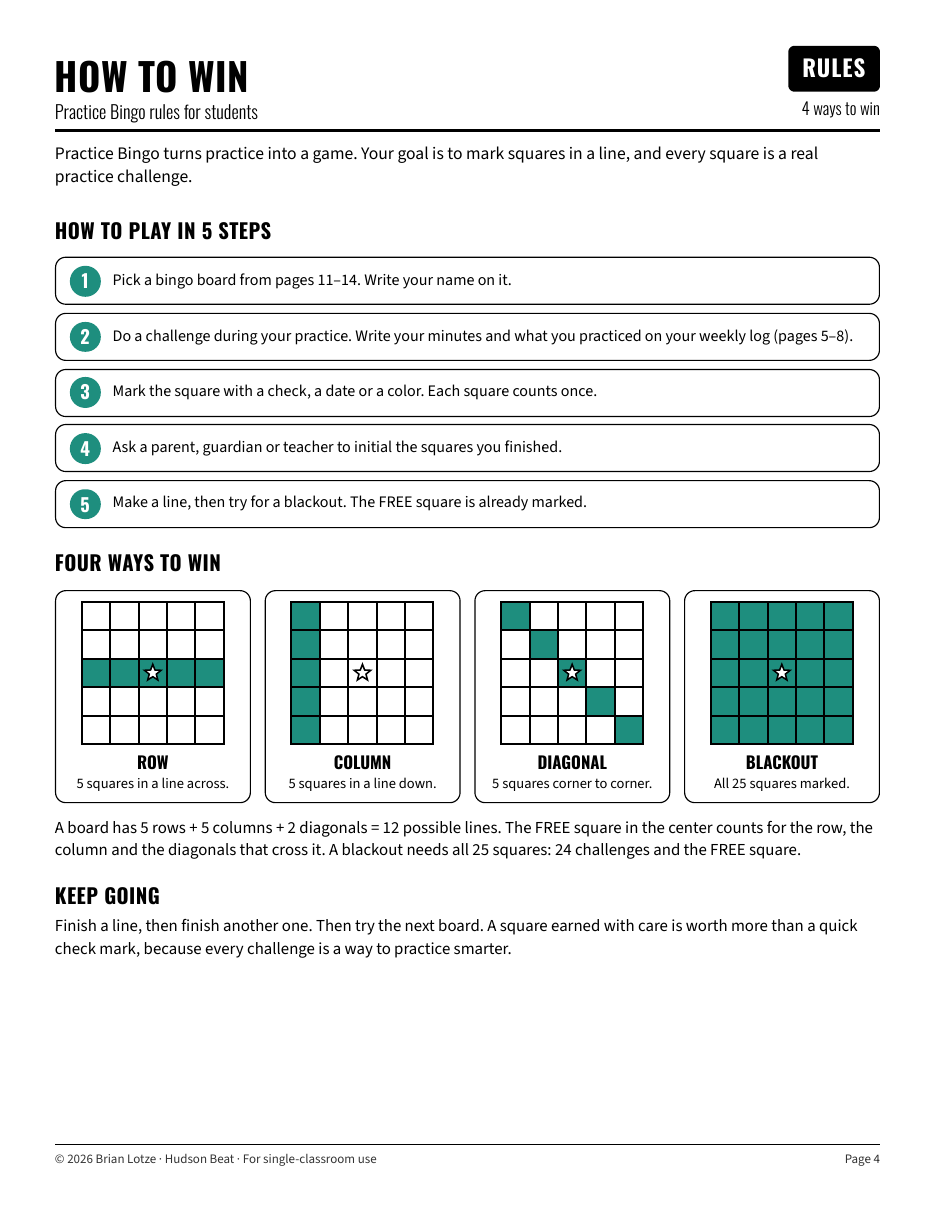 HOW TO WIN
RULES
Practice Bingo rules for students
4 ways to win
Practice Bingo turns practice into a game. Your goal is to mark squares in a line, and every square is a real
practice challenge.
HOW TO PLAY IN 5 STEPS
1 Pick a bingo board from pages 11–14. Write your name on it.
2 Do a challenge during your practice. Write your minutes and what you practiced on your weekly log (pages 5–8).
3 Mark the square with a check, a date or a color. Each square counts once.
4 Ask a parent, guardian or teacher to initial the squares you finished.
5 Make a line, then try for a blackout. The FREE square is already marked.
FOUR WAYS TO WIN
ROW
5 squares in a line across.
COLUMN
5 squares in a line down.
DIAGONAL
5 squares corner to corner.
BLACKOUT
All 25 squares marked.
A board has 5 rows + 5 columns + 2 diagonals = 12 possible lines. The FREE square in the center counts for the row, the
column and the diagonals that cross it. A blackout needs all 25 squares: 24 challenges and the FREE square.
KEEP GOING
Finish a line, then finish another one. Then try the next board. A square earned with care is worth more than a quick
check mark, because every challenge is a way to practice smarter.
© 2026 Brian Lotze · Hudson Beat · For single-classroom use
Page 4